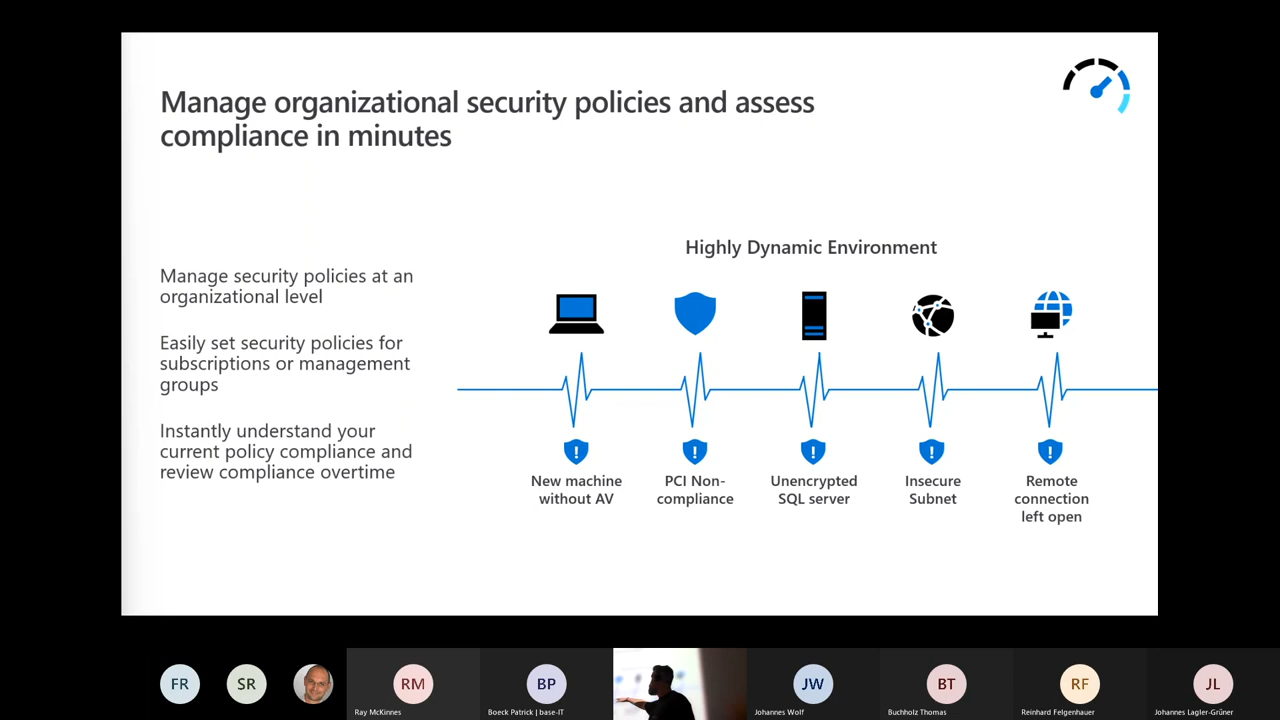 Manage organizational security policies and assess
compliance in minutes
Highly Dynamic Environment
Manage security policies at an
organizational level
Easily set security policies for
subscriptions or management
groups
Instantly understand your
current policy compliance and
review compliance overtime
New machine
without AV
PCI Non-
compliance
Unencrypted
SQL server
Insecure
Subnet
Remote
connection
left open
FR
SR
RM
Ray McKinnes
BP
Boeck Patrick | base-IT
JW
Johannes Wolf
BT
Buchholz Thomas
RF
Reinhard Felgenhauer
JL
Johannes Lagler-Grüner